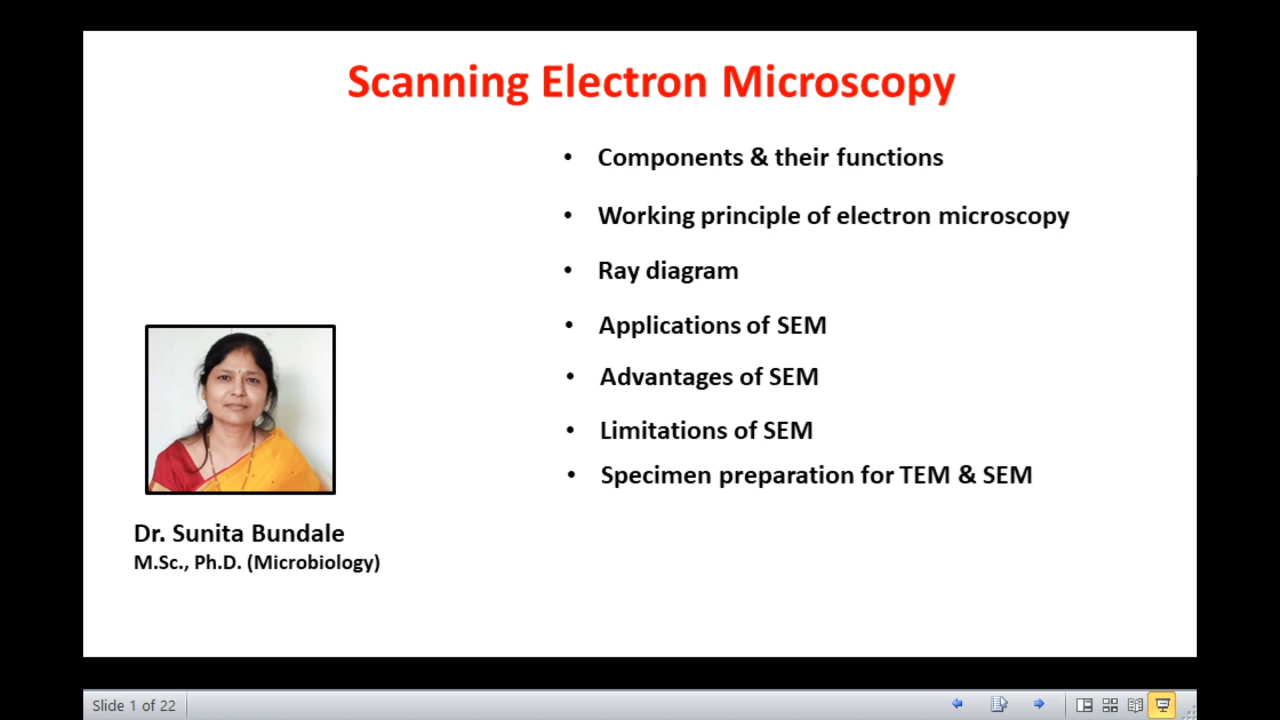 Scanning Electron Microscopy
• Components & their functions
• Working principle of electron microscopy
• Ray diagram
• Applications of SEM
• Advantages of SEM
• Limitations of SEM
• Specimen preparation for TEM & SEM
Dr. Sunita Bundale
M.Sc., Ph.D. (Microbiology)
Slide 1 of 22